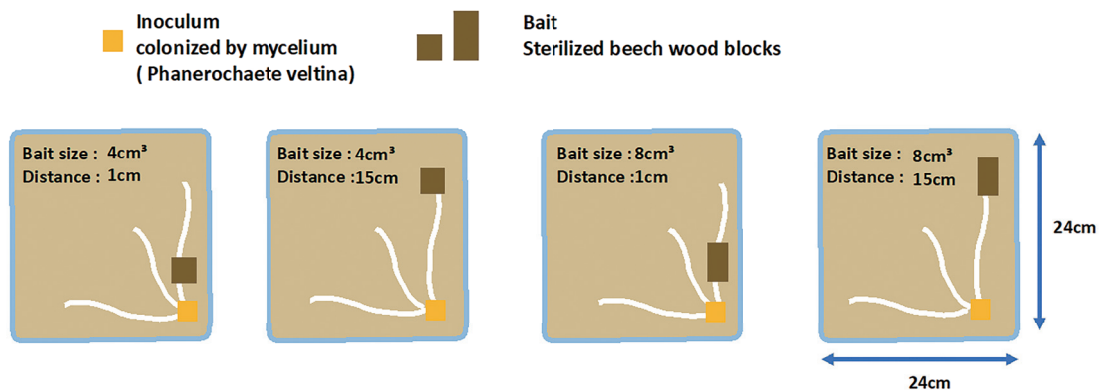 Inoculum
colonized by mycelium
( Phanerochaete veltina)
Bait
Sterilized beech wood blocks
Bait size : 4cm³
Distance : 1cm
Bait size : 4cm³
Distance :15cm
Bait size : 8cm³
Distance :1cm
Bait size : 8cm³
Distance : 15cm
24cm
24cm